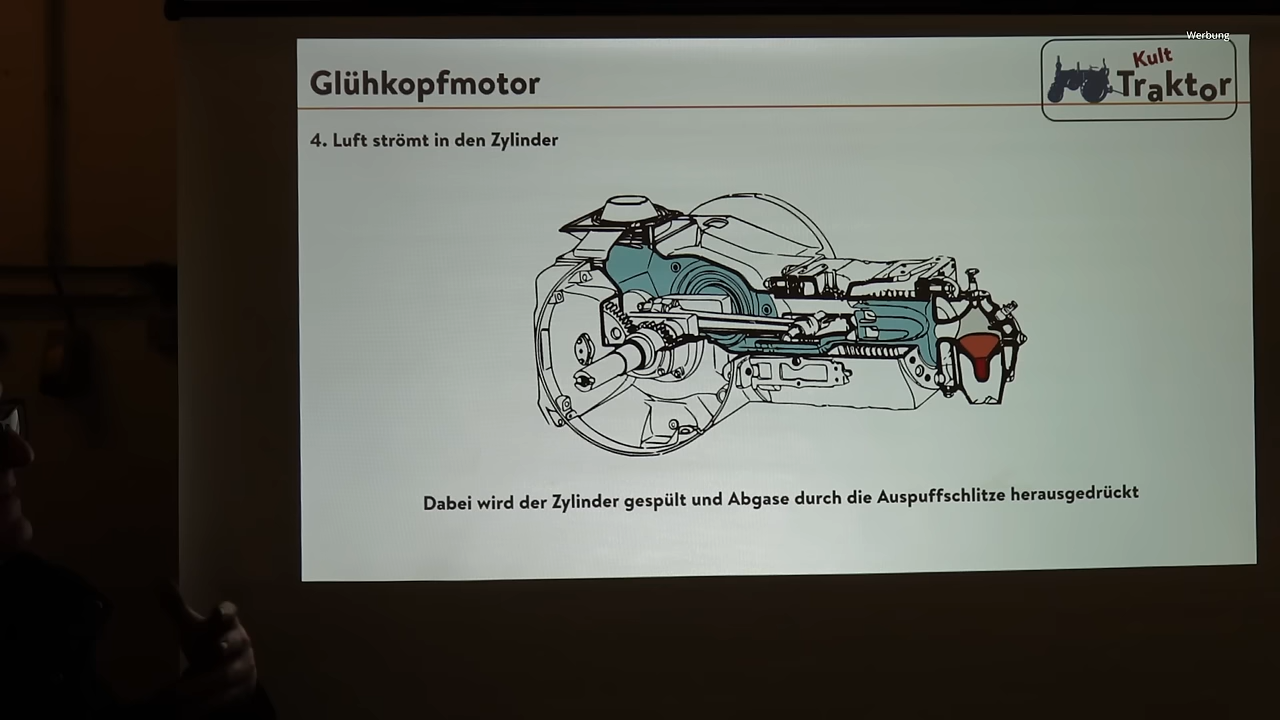 Werbung
Glühkopfmotor
Kult
Traktor
4. Luft strömt in den Zylinder
Dabei wird der Zylinder gespült und Abgase durch die Auspuffschlitze herausgedrückt